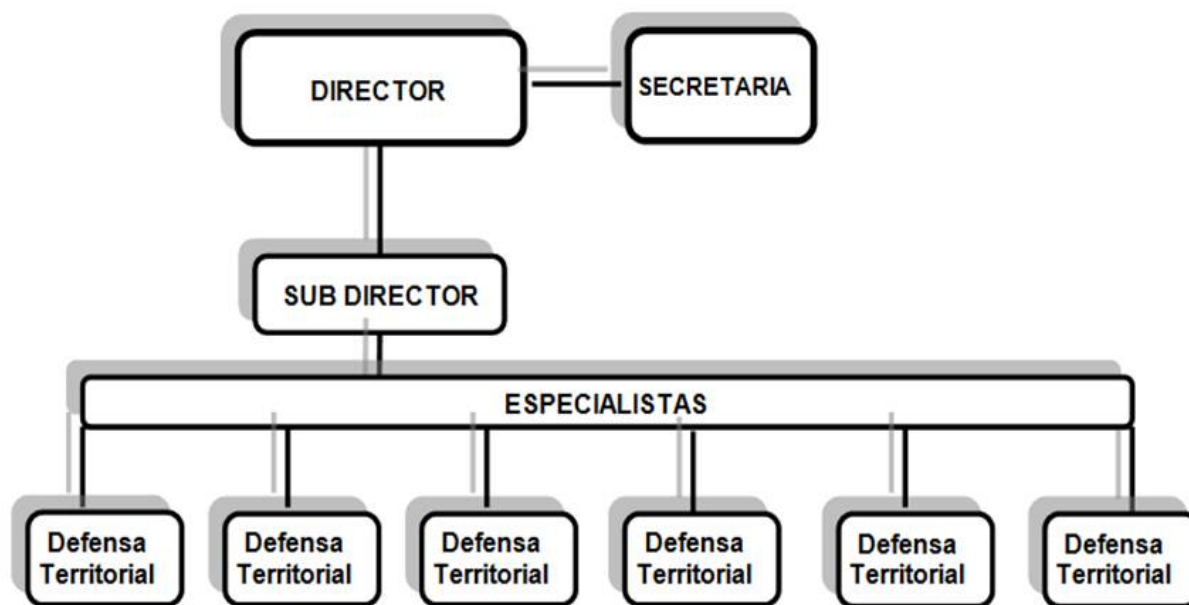 DIRECTOR
SECRETARIA
SUB DIRECTOR
ESPECIALISTAS
Defensa
Territorial
Defensa
Territorial
Defensa
Territorial
Defensa
Territorial
Defensa
Territorial
Defensa
Territorial